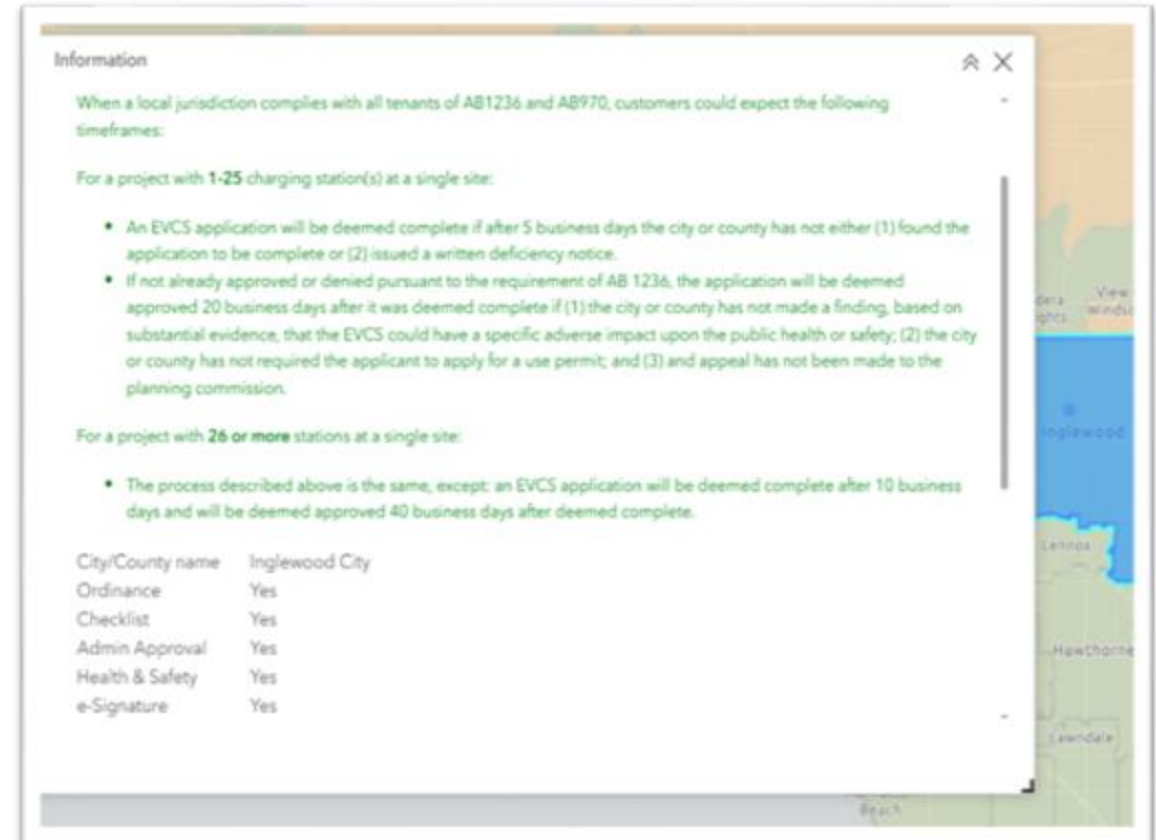 Information
When a local jurisdiction complies with all tenants of AB1236 and AB970, customers could expect the following
timeframes:
For a project with 1-25 charging station(s) at a single site:
• An EVCS application will be deemed complete if after 5 business days the city or county has not either (1) found the
application to be complete or (2) issued a written deficiency notice.
• If not already approved or denied pursuant to the requirement of AB 1236, the application will be deemed
approved 20 business days after it was deemed complete if (1) the city or county has not made a finding, based on
substantial evidence, that the EVCS could have a specific adverse impact upon the public health or safety; (2) the city
or county has not required the applicant to apply for a use permit; and (3) and appeal has not been made to the
planning commission.
For a project with 26 or more stations at a single site:
• The process described above is the same, except: an EVCS application will be deemed complete after 10 business
days and will be deemed approved 40 business days after deemed complete.
City/County name Inglewood City
Ordinance Yes
Checklist Yes
Admin Approval Yes
Health & Safety Yes
e-Signature Yes
View
Inglewood
Lennox
Hawthorne
Lawndale
Beach